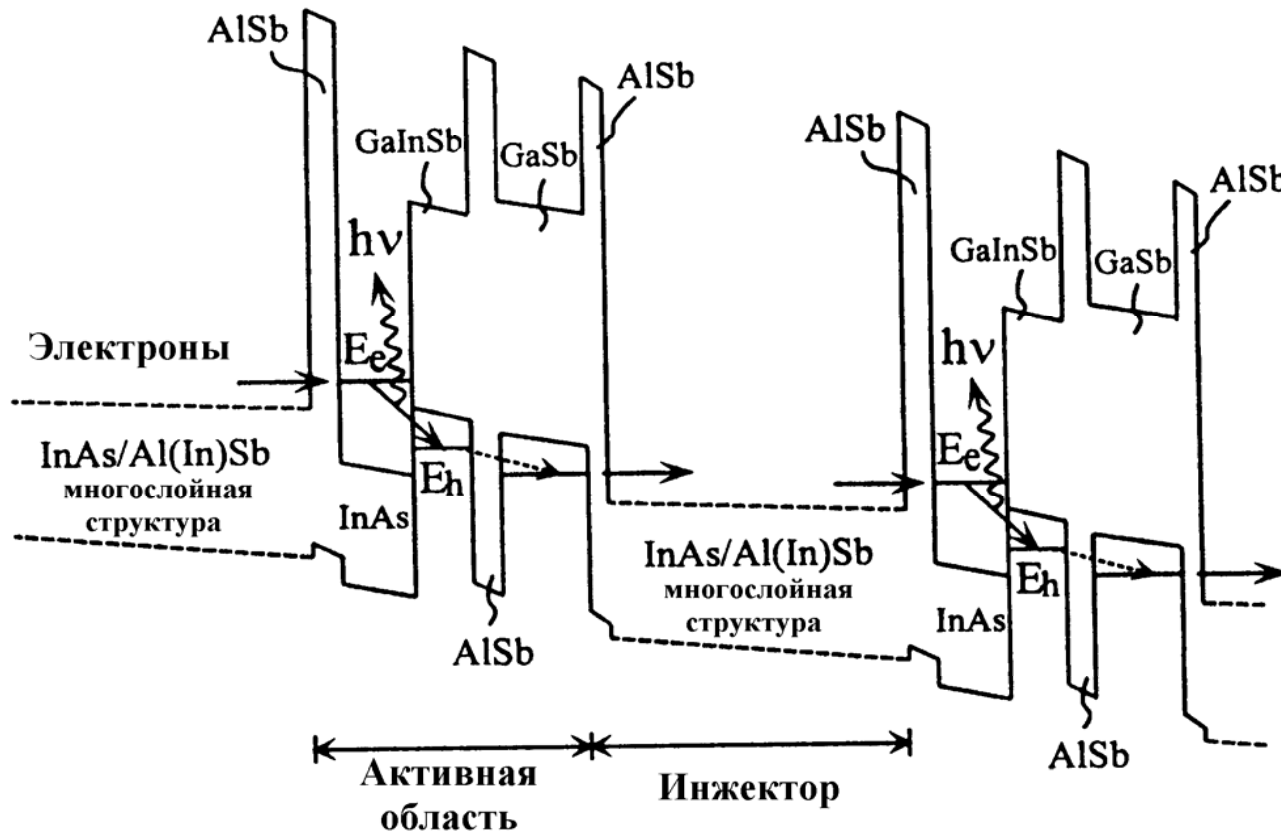 AlSb
AlSb
GaInSb
GaSb
hν
Электроны
Eₑ
InAs/Al(In)Sb
многослойная
структура
Eₕ
InAs
AlSb
AlSb
AlSb
GaInSb
GaSb
hν
Eₑ
InAs/Al(In)Sb
многослойная
структура
Eₕ
InAs
AlSb
Активная
область
Инжектор